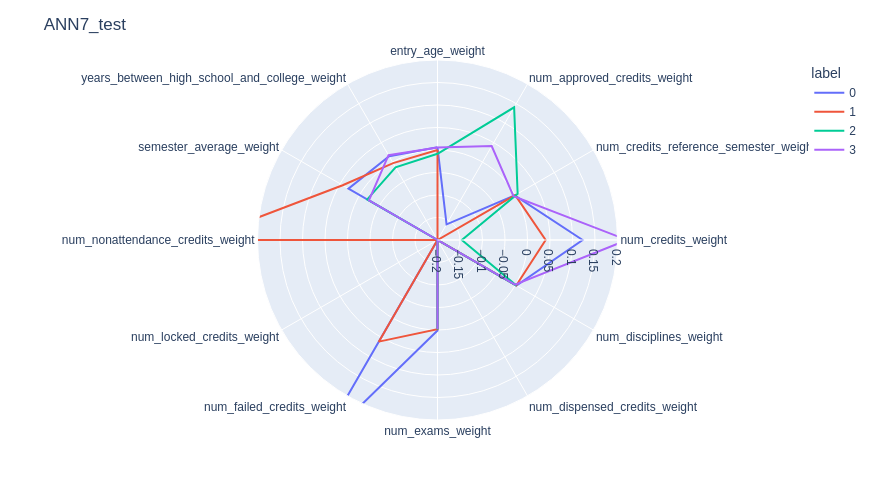 ANN7_test
entry_age_weight
years_between_high_school_and_college_weight
num_approved_credits_weight
label
0
1
2
3
semester_average_weight
num_credits_reference_semester_weight
num_nonattendance_credits_weight
num_credits_weight
−0.2
−0.15
−0.1
−0.05
0
0.05
0.1
0.15
0.2
num_locked_credits_weight
num_disciplines_weight
num_failed_credits_weight
num_dispensed_credits_weight
num_exams_weight